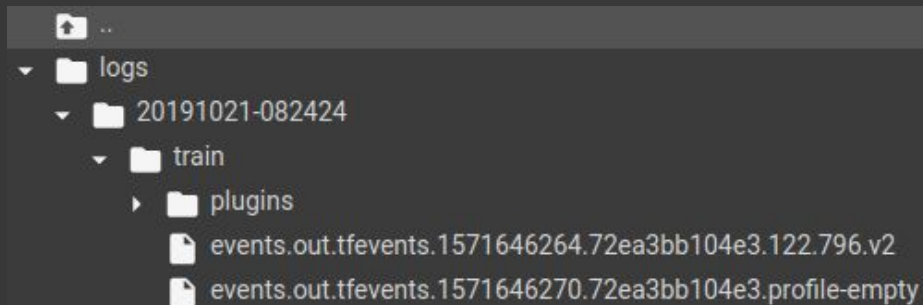 ..
logs
20191021-082424
train
plugins
events.out.tfevents.1571646264.72ea3bb104e3.122.796.v2
events.out.tfevents.1571646270.72ea3bb104e3.profile-empty